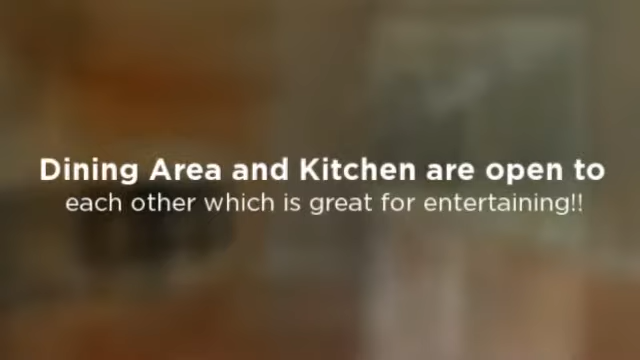 Dining Area and Kitchen are open to
each other which is great for entertaining!!